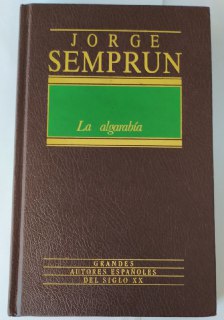 JORGE
SEMPRUN
La algarabía
GRANDES
AUTORES ESPAÑOLES
DEL SIGLO XX